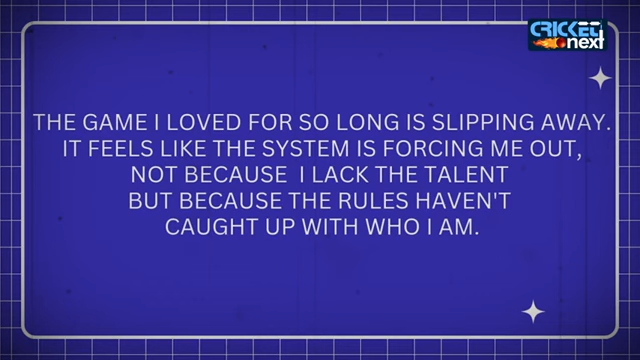 CRICKET
next
THE GAME I LOVED FOR SO LONG IS SLIPPING AWAY.
IT FEELS LIKE THE SYSTEM IS FORCING ME OUT,
NOT BECAUSE I LACK THE TALENT
BUT BECAUSE THE RULES HAVEN'T
CAUGHT UP WITH WHO I AM.